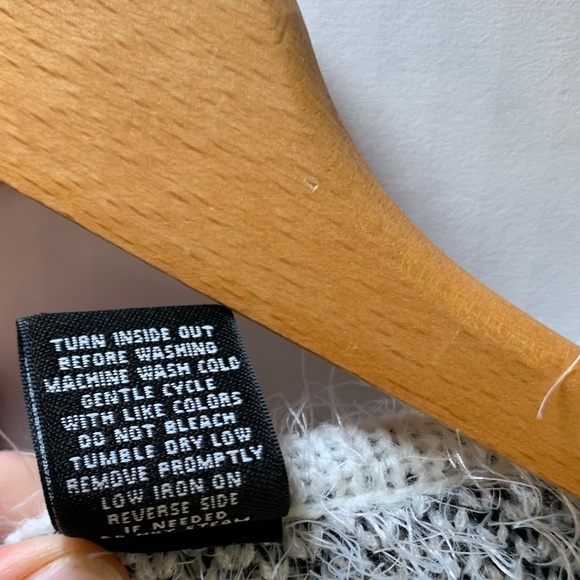 TURN INSIDE OUT
BEFORE WASHING
MACHINE WASH COLD
GENTLE CYCLE
WITH LIKE COLORS
DO NOT BLEACH
TUMBLE DRY LOW
REMOVE PROMPTLY
LOW IRON ON
REVERSE SIDE
IF NEEDED